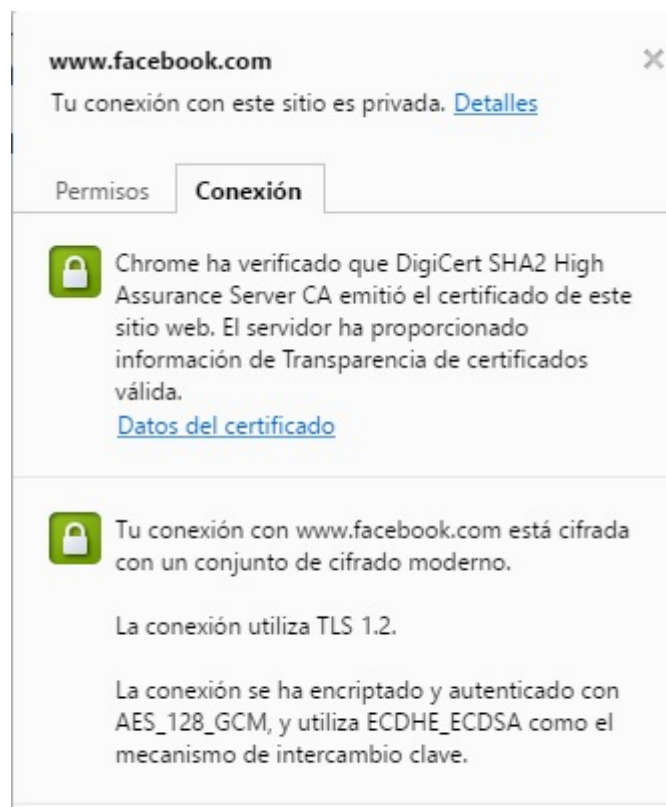 www.facebook.com
Tu conexión con este sitio es privada. Detalles
Permisos Conexión
Chrome ha verificado que DigiCert SHA2 High
Assurance Server CA emitió el certificado de este
sitio web. El servidor ha proporcionado
información de Transparencia de certificados
válida.
Datos del certificado
Tu conexión con www.facebook.com está cifrada
con un conjunto de cifrado moderno.
La conexión utiliza TLS 1.2.
La conexión se ha encriptado y autenticado con
AES_128_GCM, y utiliza ECDHE_ECDSA como el
mecanismo de intercambio clave.